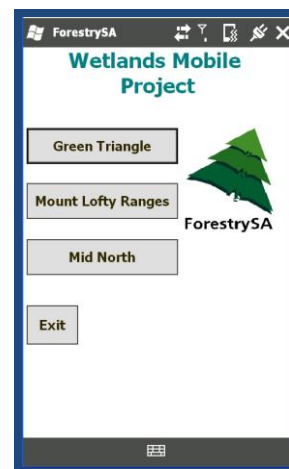 ForestrySA
Wetlands Mobile
Project
Green Triangle
Mount Lofty Ranges
ForestrySA
Mid North
Exit